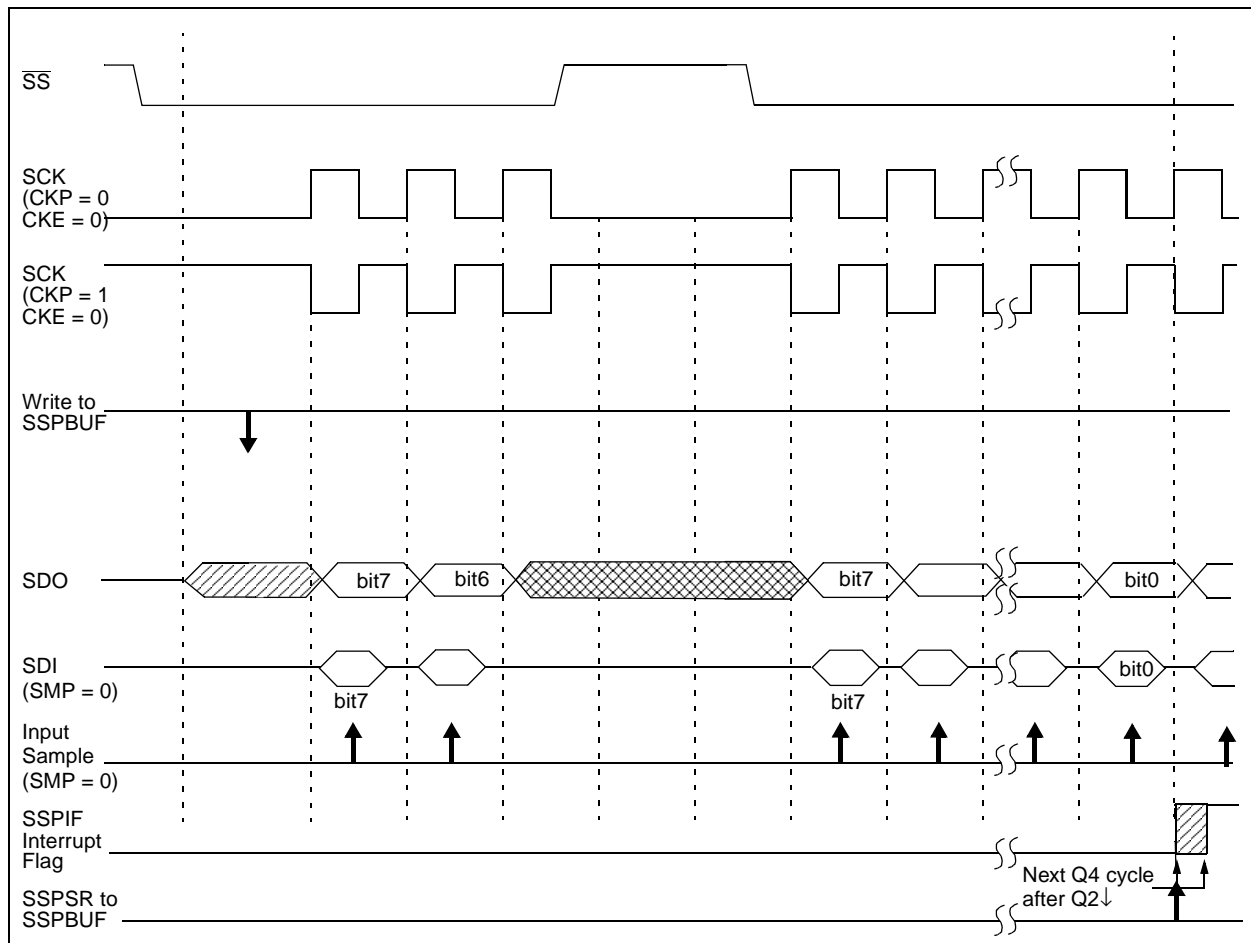 SS
SCK
(CKP = 0
CKE = 0)
SCK
(CKP = 1
CKE = 0)
Write to
SSPBUF
SDO
bit7
bit6
bit7
bit0
SDI
(SMP = 0)
bit7
bit7
bit0
Input
Sample
(SMP = 0)
SSPIF
Interrupt
Flag
Next Q4 cycle
after Q2↓
SSPSR to
SSPBUF